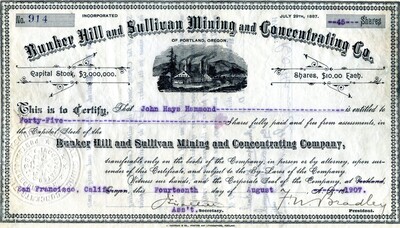 No. 914
INCORPORATED
JULY 29th, 1887.
-45- Shares
Bunker Hill and Sullivan Mining and Concentrating Co.
OF PORTLAND, OREGON.
Capital Stock, $3,000,000.
Shares, $10,00 Each.
This is to Certify, That John Hays Hammond is entitled to
Forty-Five Shares fully paid and free from assessments, in
the Capital Stock of the
Bunker Hill and Sullivan Mining and Concentrating Company,
transferable only on the books of the Company, in person or by attorney, upon sur-
render of this Certificate, and subject to the By-Laws of the Company.
Witness our hands, and the Corporate Seal of the Company, at Portland,
San Francisco, Calif. Oregon, this Fourteenth day of August 1907.
F. W. Bradley
Ass't. Secretary.
President.